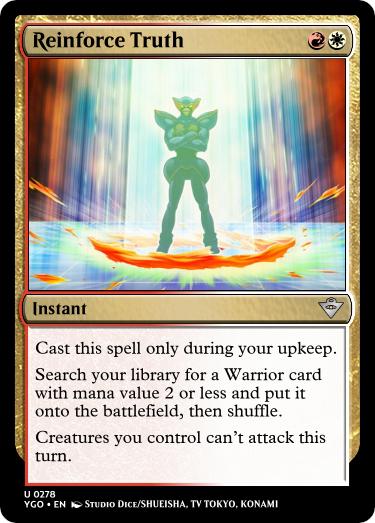 Reinforce Truth
Instant
Cast this spell only during your upkeep.
Search your library for a Warrior card
with mana value 2 or less and put it
onto the battlefield, then shuffle.
Creatures you control can't attack this
turn.
U 0278
YGO • EN Studio Dice/SHUEISHA, TV TOKYO, KONAMI